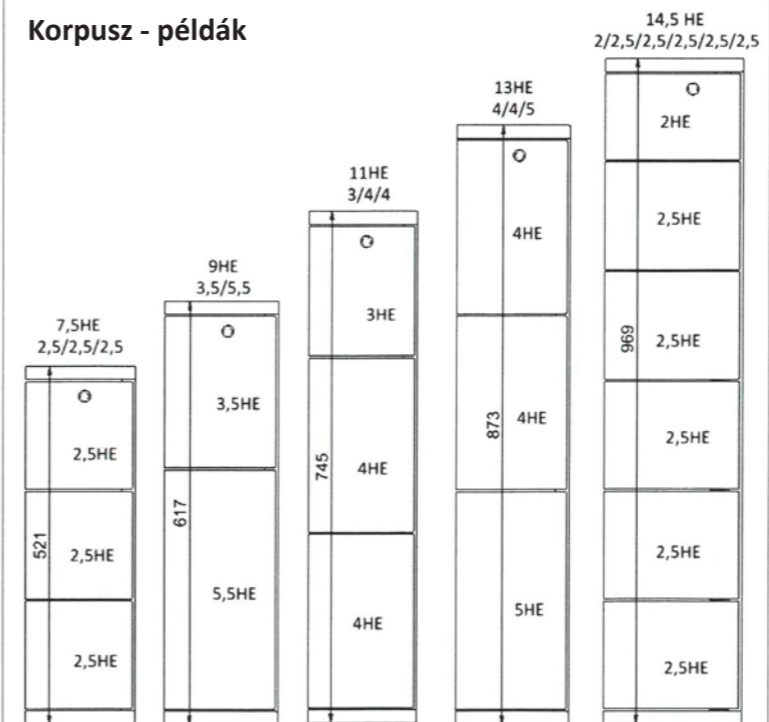 Korpusz - példák
7,5HE
2,5/2,5/2,5
2,5HE
2,5HE
2,5HE
521
9HE
3,5/5,5
3,5HE
5,5HE
617
11HE
3/4/4
3HE
4HE
4HE
745
13HE
4/4/5
4HE
4HE
5HE
873
14,5 HE
2/2,5/2,5/2,5/2,5/2,5
2HE
2,5HE
2,5HE
2,5HE
2,5HE
2,5HE
969